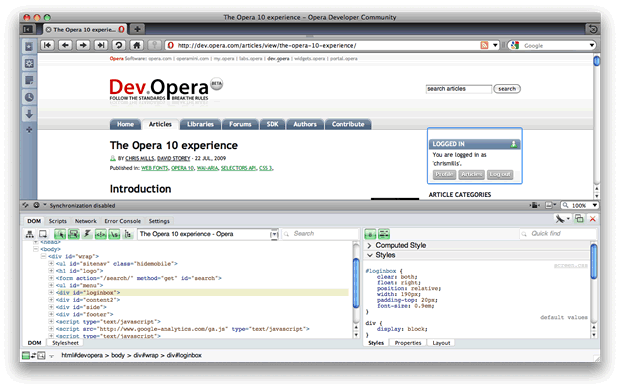 The Opera 10 experience - Opera Developer Community
The Opera 10 experie...
http://dev.opera.com/articles/view/the-opera-10-experience/
Google
Opera Software: opera.com | operamini.com | my.opera | labs.opera | dev.opera | widgets.opera | portal.opera
Dev.Opera BETA
FOLLOW THE STANDARDS BREAK THE RULES
search articles search
Home Articles Libraries Forums SDK Authors Contribute
The Opera 10 experience
BY CHRIS MILLS, DAVID STOREY - 22 JUL, 2009
Published in: WEB FONTS, OPERA 10, WAI-ARIA, SELECTORS API, CSS 3,
Introduction
LOGGED IN
You are logged in as
'chrismills'.
Profile Articles Log out
ARTICLE CATEGORIES
Synchronization disabled
100%
DOM Scripts Network Error Console Settings
The Opera 10 experience - Opera
Search
Quick find
<head>
<body>
<div id="wrap">
<ul id="sitenav" class="hidemobile">
<h1 id="logo">
<form action="/search/" method="get" id="search">
<ul id="menu">
<div id="loginbox">
<div id="content2">
<div id="side">
<div id="footer">
<script type="text/javascript">
<script src="http://www.google-analytics.com/ga.js" type="text/javascript">
<script type="text/javascript">
DOM Stylesheet
Computed Style
Styles
screen.css
#loginbox {
clear: both;
float: right;
position: relative;
width: 190px;
padding-top: 20px;
font-size: 0.9em;
}
default values
div {
display: block;
}
Styles Properties Layout
html#devopera > body > div#wrap > div#loginbox